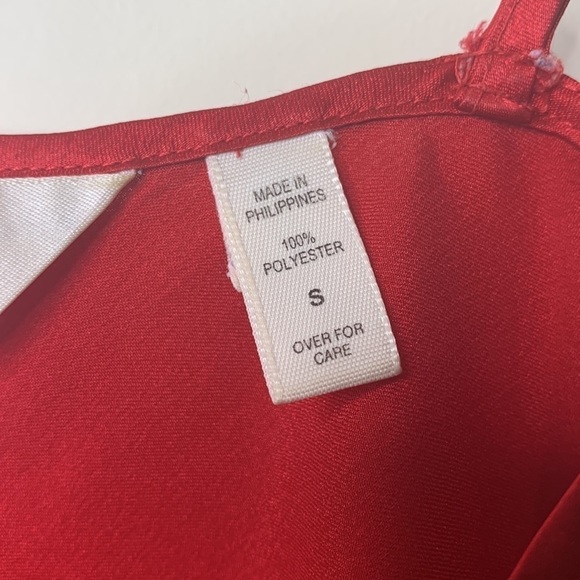 MADE IN
PHILIPPINES
100%
POLYESTER
S
OVER FOR
CARE